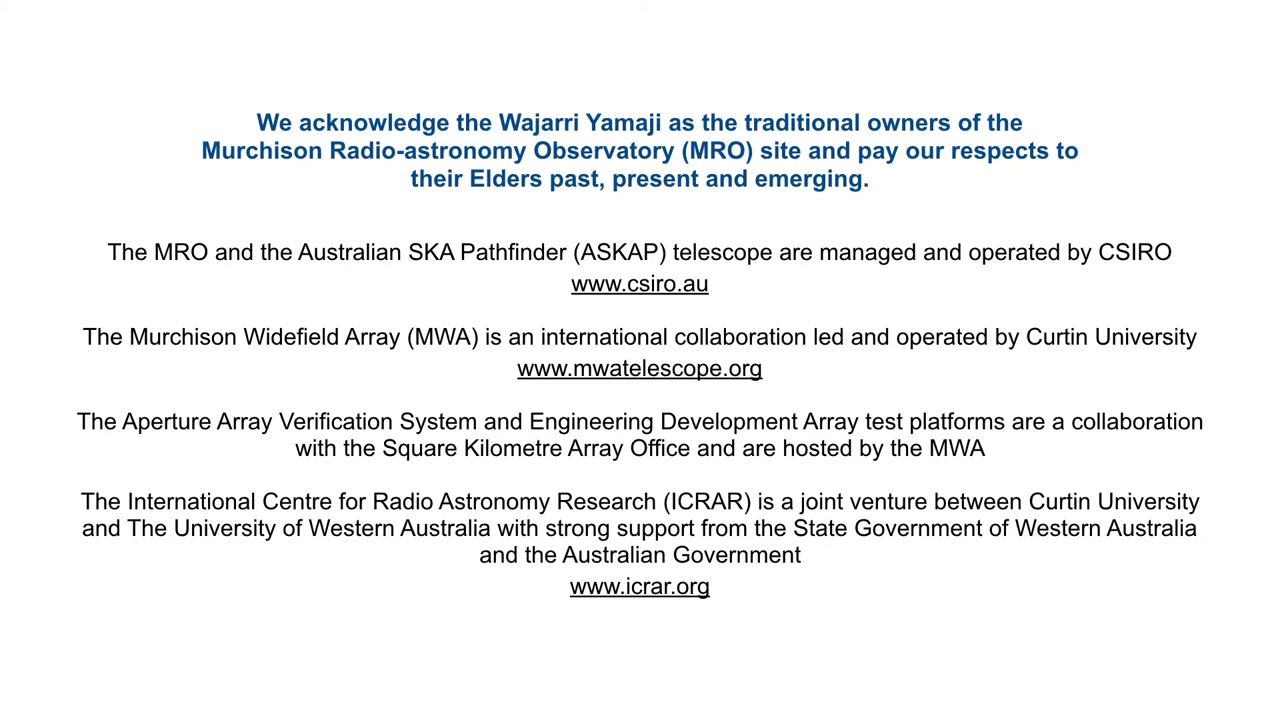 We acknowledge the Wajarri Yamaji as the traditional owners of the
Murchison Radio-astronomy Observatory (MRO) site and pay our respects to
their Elders past, present and emerging.
The MRO and the Australian SKA Pathfinder (ASKAP) telescope are managed and operated by CSIRO
www.csiro.au
The Murchison Widefield Array (MWA) is an international collaboration led and operated by Curtin University
www.mwatelescope.org
The Aperture Array Verification System and Engineering Development Array test platforms are a collaboration
with the Square Kilometre Array Office and are hosted by the MWA
The International Centre for Radio Astronomy Research (ICRAR) is a joint venture between Curtin University
and The University of Western Australia with strong support from the State Government of Western Australia
and the Australian Government
www.icrar.org